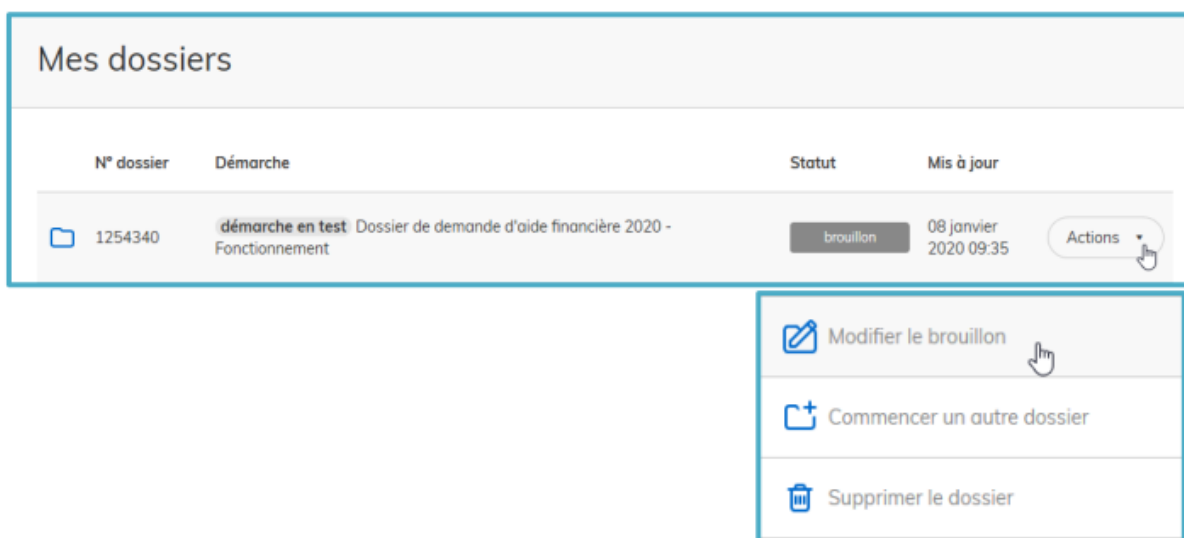 Mes dossiers
N° dossier Démarche Statut Mis à jour
1254340 démarche en test Dossier de demande d'aide financière 2020 - Fonctionnement brouillon 08 janvier 2020 09:35 Actions
Modifier le brouillon
Commencer un autre dossier
Supprimer le dossier